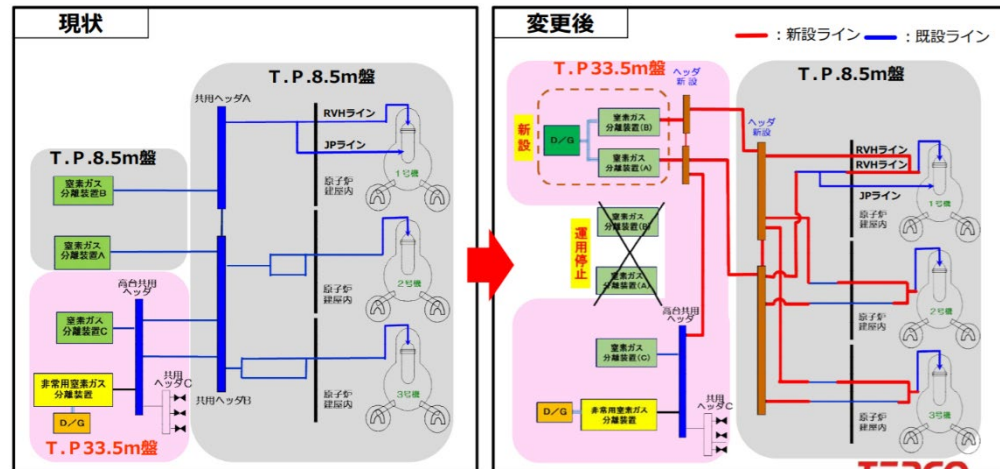 現状
T.P.8.5m盤
共用ヘッダA
RVHライン
JPライン
原子炉
建屋内
1号機
T.P.8.5m盤
窒素ガス
分離装置B
窒素ガス
分離装置A
原子炉
建屋内
2号機
高台共用
ヘッダ
窒素ガス
分離装置C
非常用窒素ガス
分離装置
D/G
共用
ヘッダC
T.P33.5m盤
共用ヘッダB
原子炉
建屋内
3号機
変更後
:新設ライン
:既設ライン
T.P33.5m盤
ヘッダ
新設
T.P.8.5m盤
新設
D/G
窒素ガス
分離装置(B)
窒素ガス
分離装置(A)
ヘッダ
新設
RVHライン
RVHライン
JPライン
原子炉
建屋内
1号機
運用停止
窒素ガス
分離装置(B)
窒素ガス
分離装置(A)
原子炉
建屋内
2号機
高台共用
ヘッダ
窒素ガス
分離装置(C)
D/G
非常用窒素ガス
分離装置
共用
ヘッダC
原子炉
建屋内
3号機
TEPCO